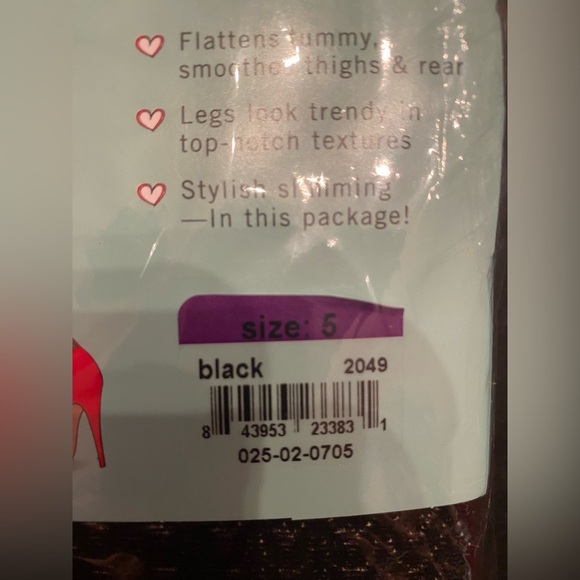 Flattens tummy,
smoothes thighs & rear
Legs look trendy in
top-notch textures
Stylish slimming
—In this package!
size: 5
black 2049
8 43953 23383 1
025-02-0705